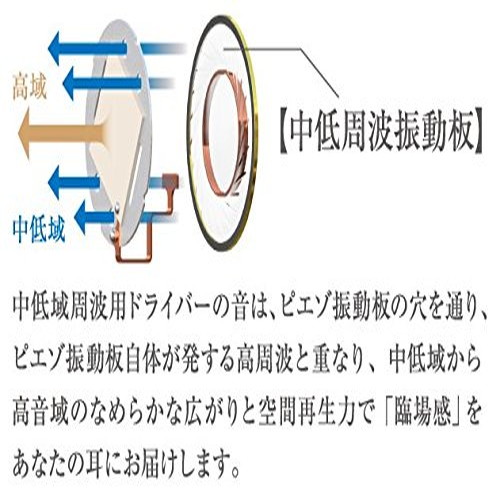 高域
【中低周波振動板】
中低域
中低域周波用ドライバーの音は、ピエゾ振動板の穴を通り、
ピエゾ振動板自体が発する高周波と重なり、中低域から
高音域のなめらかな広がりと空間再生力で「臨場感」を
あなたの耳にお届けします。